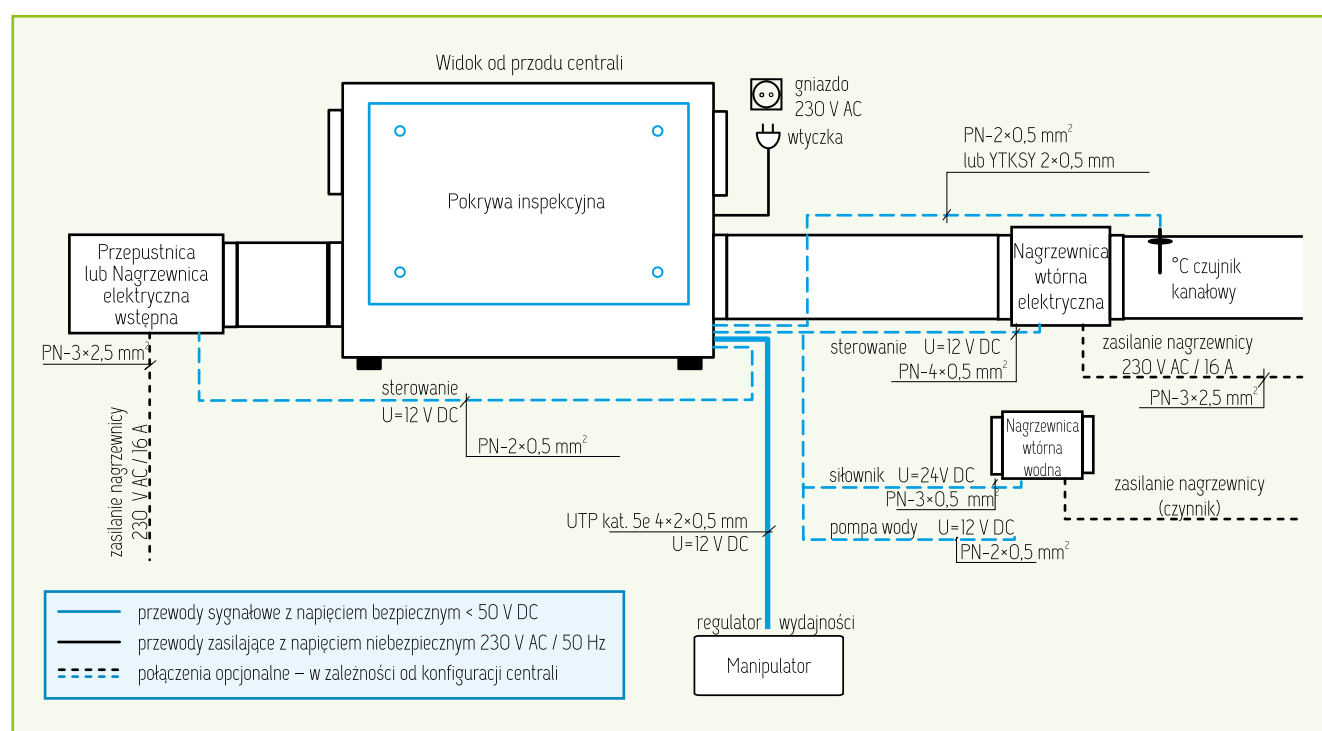 Widok od przodu centrali
gniazdo
230 V AC
wtyczka
PN-2×0,5 mm²
lub YTKSY 2×0,5 mm
Pokrywa inspekcyjna
Przepustnica
lub Nagrzewnica
elektryczna
wstępna
Nagrzewnica
wtórna
elektryczna
°C czujnik
kanałowy
PN-3×2,5 mm²
zasilanie nagrzewnicy
230 V AC / 16 A
sterowanie
U=12 V DC
PN-2×0,5 mm²
sterowanie U=12 V DC
PN-4×0,5 mm²
zasilanie nagrzewnicy
230 V AC / 16 A
PN-3×2,5 mm²
Nagrzewnica
wtórna
wodna
siłownik U=24V DC
PN-3×0,5 mm²
zasilanie nagrzewnicy
(czynnik)
pompa wody U=12 V DC
PN-2×0,5 mm²
UTP kat. 5e 4×2×0,5 mm
U=12 V DC
regulator wydajności
Manipulator
przewody sygnałowe z napięciem bezpiecznym < 50 V DC
przewody zasilające z napięciem niebezpiecznym 230 V AC / 50 Hz
połączenia opcjonalne – w zależności od konfiguracji centrali